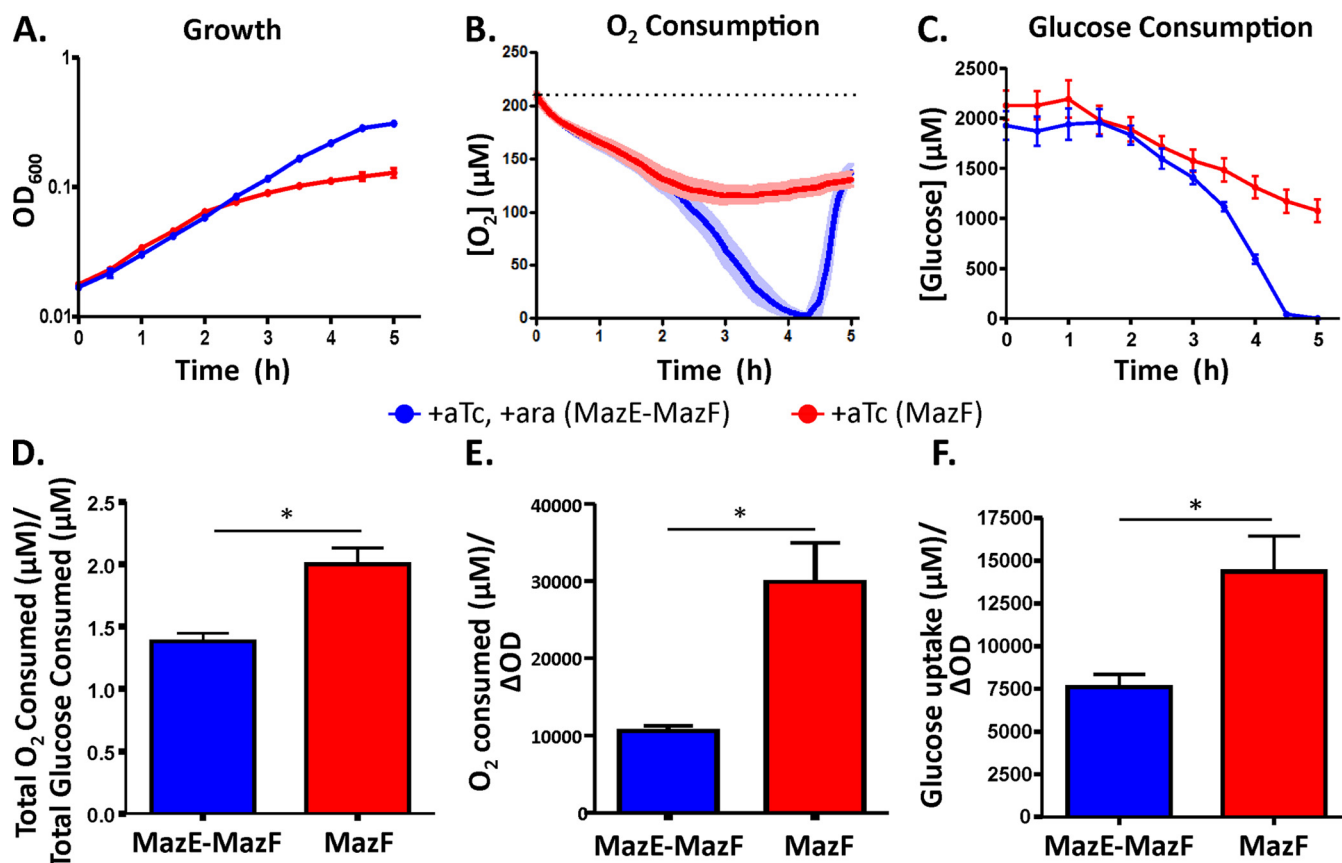 A. Growth
OD600
1
0.1
0.01
0 1 2 3 4 5
Time (h)
B. O2 Consumption
[O2] (µM)
250
200
150
100
50
0
0 1 2 3 4 5
Time (h)
C. Glucose Consumption
[Glucose] (µM)
2500
2000
1500
1000
500
0
0 1 2 3 4 5
Time (h)
+aTc, +ara (MazE-MazF) +aTc (MazF)
D.
Total O2 Consumed (µM)/
Total Glucose Consumed (µM)
2.5
2.0
1.5
1.0
0.5
0.0
*
MazE-MazF MazF
E.
O2 consumed (µM)/
ΔOD
40000
30000
20000
10000
0
*
MazE-MazF MazF
F.
Glucose uptake (µM)/
ΔOD
17500
15000
12500
10000
7500
5000
2500
0
*
MazE-MazF MazF